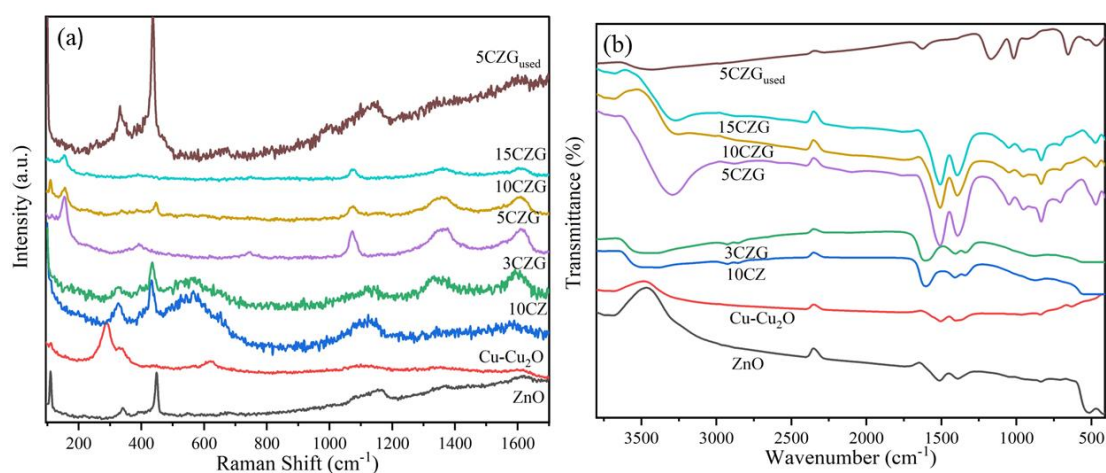 (a)
5CZGused
15CZG
10CZG
5CZG
3CZG
10CZ
Cu-Cu2O
ZnO
Intensity (a.u.)
200 400 600 800 1000 1200 1400 1600
Raman Shift (cm-1)
(b)
5CZGused
15CZG
10CZG
5CZG
3CZG
10CZ
Cu-Cu2O
ZnO
Transmittance (%)
3500 3000 2500 2000 1500 1000 500
Wavenumber (cm-1)